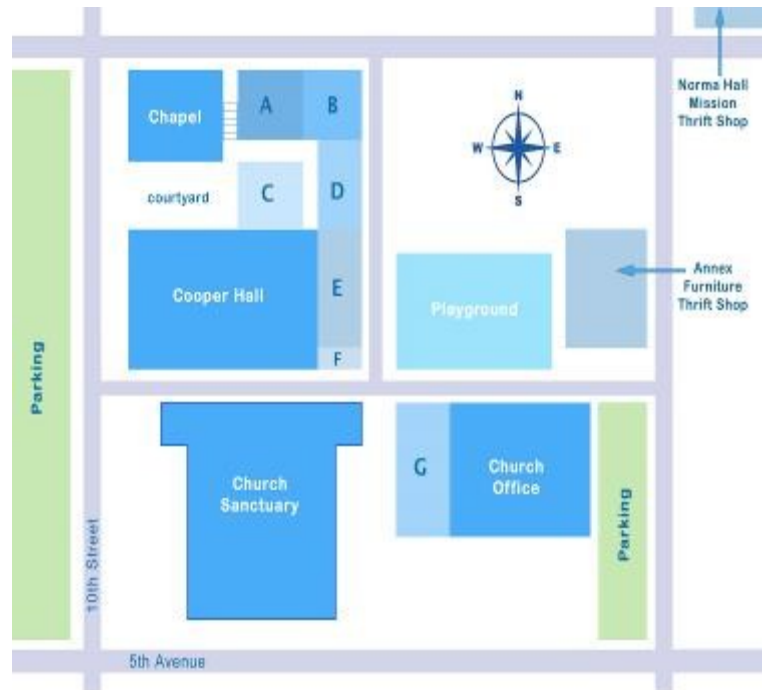 Norma Hall
Mission
Thrift Shop
N
W
E
S
Chapel
A
B
courtyard
C
D
Cooper Hall
E
F
Playground
Annex
Furniture
Thrift Shop
Parking
Church
Sanctuary
G
Church
Office
Parking
10th Street
5th Avenue